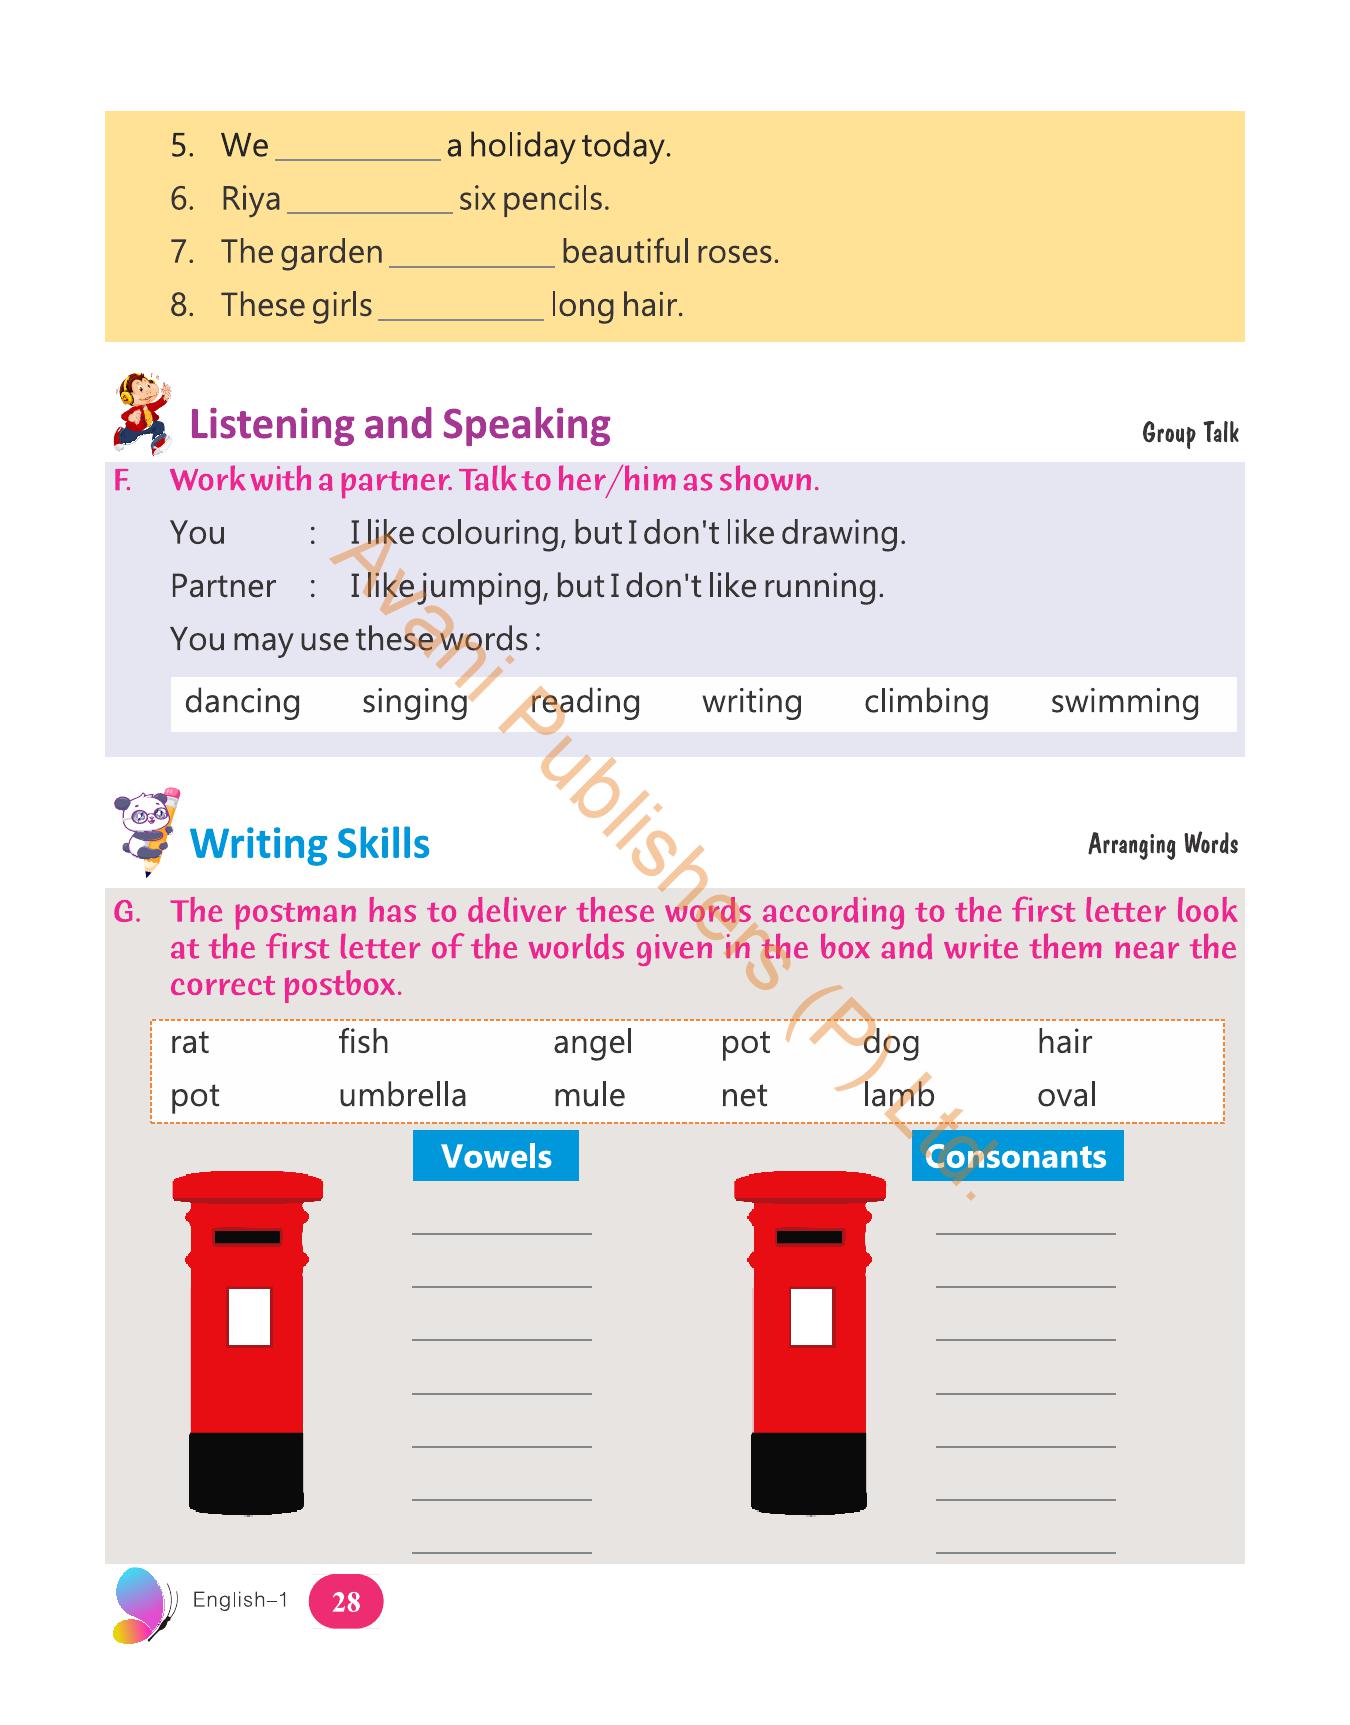 5. We __________ a holiday today.
6. Riya __________ six pencils.
7. The garden __________ beautiful roses.
8. These girls __________ long hair.
Listening and Speaking
Group Talk
F. Work with a partner. Talk to her/him as shown.
You : I like colouring, but I don't like drawing.
Partner : I like jumping, but I don't like running.
You may use these words :
dancing singing reading writing climbing swimming
Writing Skills
Arranging Words
G. The postman has to deliver these words according to the first letter look
at the first letter of the worlds given in the box and write them near the
correct postbox.
rat fish angel pot dog hair
pot umbrella mule net lamb oval
Vowels Consonants
English–1 28
Avani Publishers (P) Ltd.